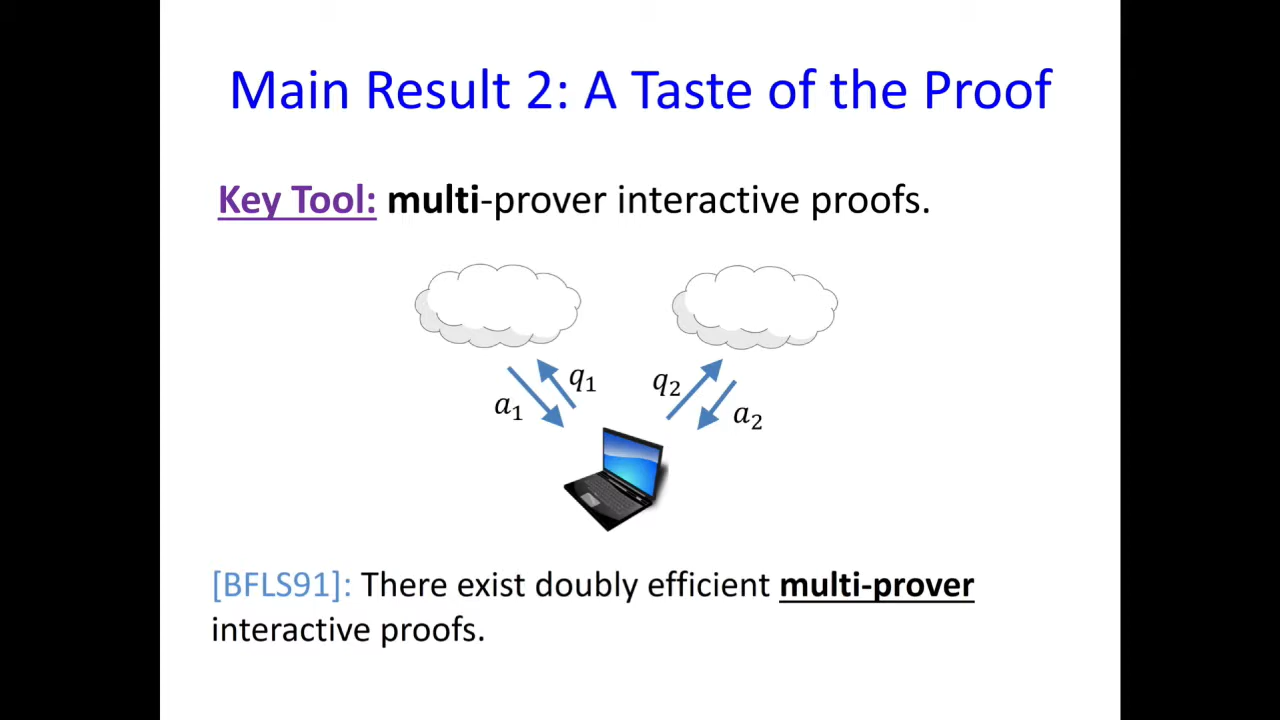 Main Result 2: A Taste of the Proof
Key Tool: multi-prover interactive proofs.
q₁
q₂
a₁
a₂
[BFLS91]: There exist doubly efficient multi-prover
interactive proofs.